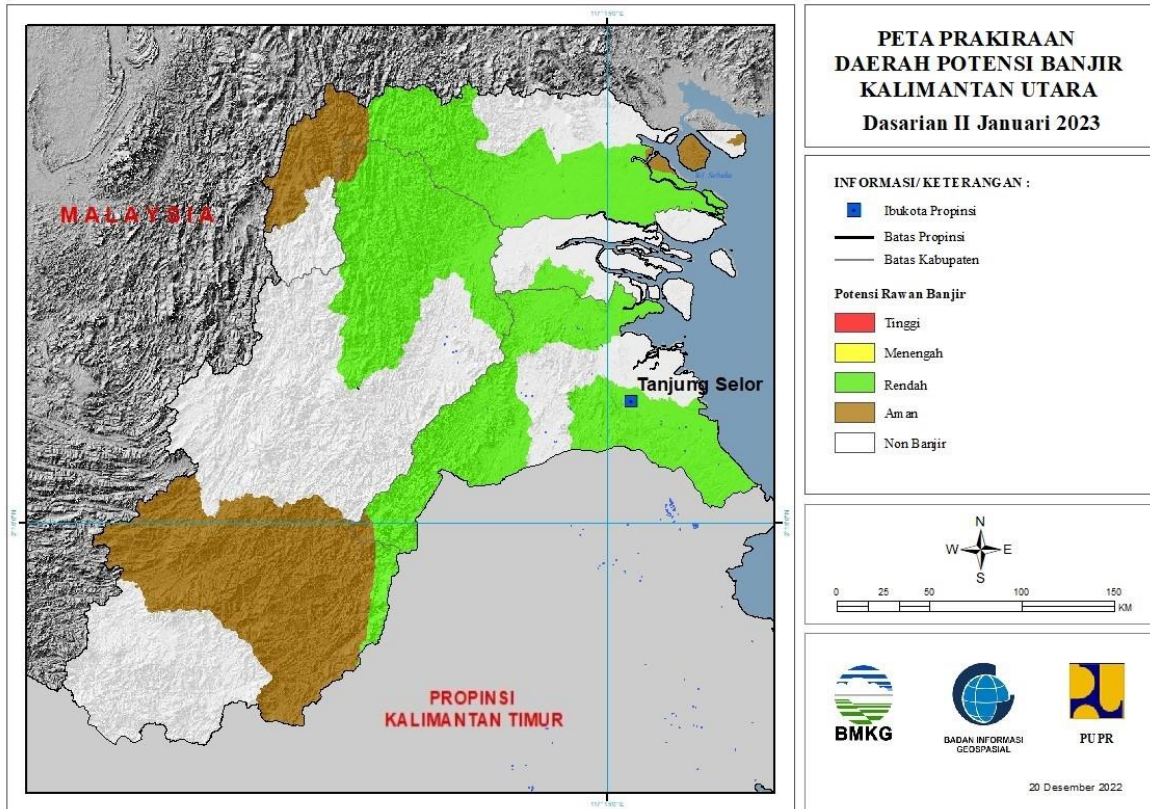 PETA PRAKIRAAN
DAERAH POTENSI BANJIR
KALIMANTAN UTARA
Dasarian II Januari 2023
INFORMASI/KETERANGAN :
Ibukota Propinsi
Batas Propinsi
Batas Kabupaten
Potensi Rawan Banjir
Tinggi
Menengah
Rendah
Aman
Non Banjir
N
W E
S
0 25 50 100 150
KM
BMKG
BADAN INFORMASI
GEOSPASIAL
PUPR
20 Desember 2022
MALAYSIA
Tanjung Selor
PROPINSI
KALIMANTAN TIMUR